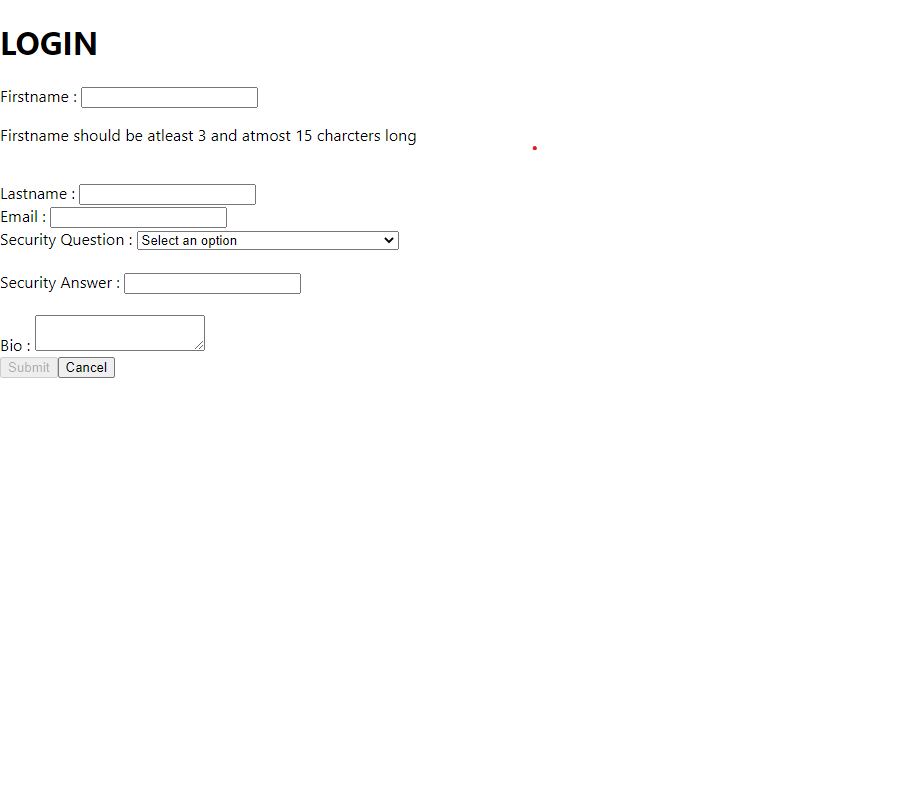 LOGIN
Firstname :
Firstname should be atleast 3 and atmost 15 charcters long
Lastname :
Email :
Security Question : Select an option
Security Answer :
Bio :
Submit Cancel